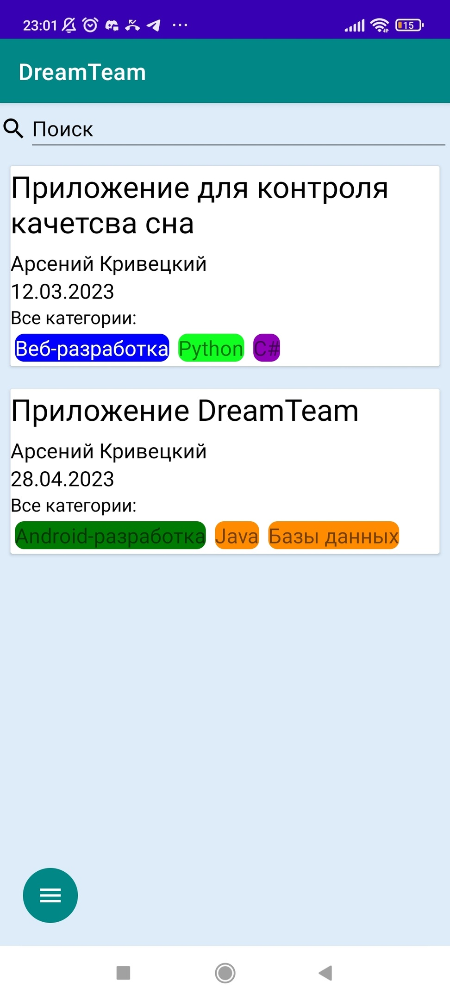 23:01
15
DreamTeam
Поиск
Приложение для контроля
качетсва сна
Арсений Кривецкий
12.03.2023
Все категории:
Веб-разработка Python C#
Приложение DreamTeam
Арсений Кривецкий
28.04.2023
Все категории:
Android-разработка Java Базы данных